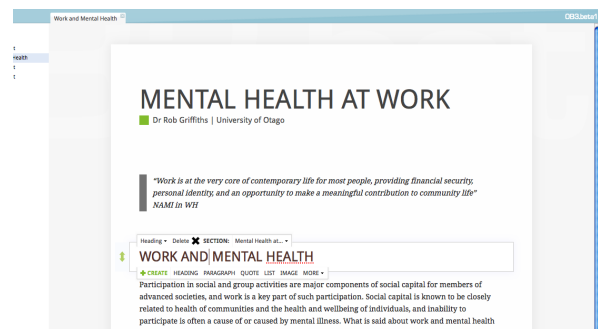 Work and Mental Health
OB3.beta1
t
Health
t
t
MENTAL HEALTH AT WORK
Dr Rob Griffiths | University of Otago
“Work is at the very core of contemporary life for most people, providing financial security,
personal identity, and an opportunity to make a meaningful contribution to community life”
NAMI in WH
Heading Delete SECTION: Mental Health at...
WORK AND MENTAL HEALTH
CREATE HEADING PARAGRAPH QUOTE LIST IMAGE MORE
Participation in social and group activities are major components of social capital for members of
advanced societies, and work is a key part of such participation. Social capital is known to be closely
related to health of communities and the health and wellbeing of individuals, and inability to
participate is often a cause of or caused by mental illness. What is said about work and mental health